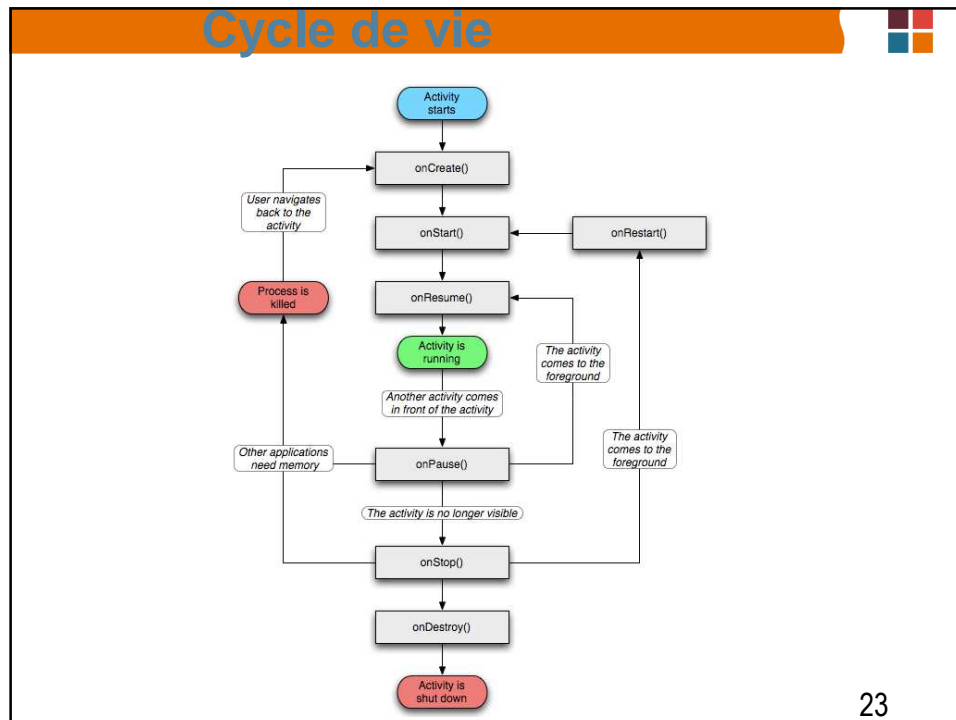 Cycle de vie
Activity
starts
onCreate()
User navigates
back to the
activity
onStart()
onRestart()
Process is
killed
onResume()
Activity is
running
The activity
comes to the
foreground
Another activity comes
in front of the activity
Other applications
need memory
onPause()
The activity
comes to the
foreground
The activity is no longer visible
onStop()
onDestroy()
Activity is
shut down
23